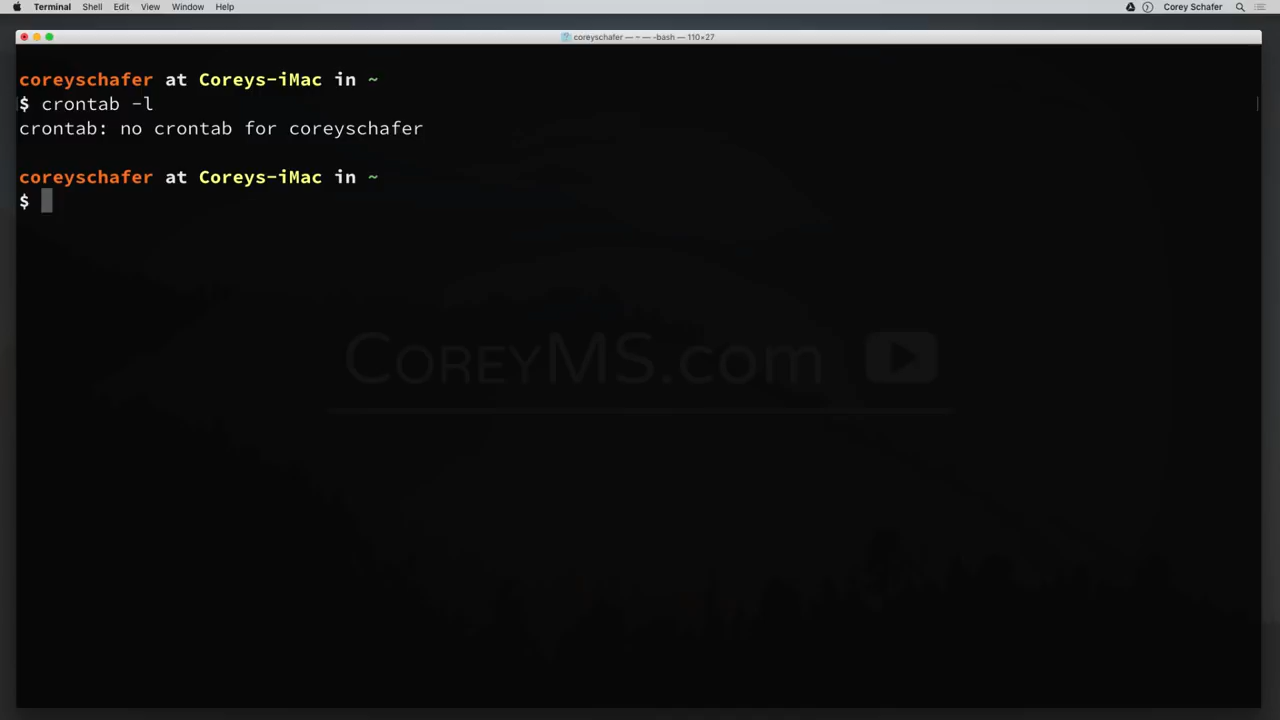 Terminal Shell Edit View Window Help Corey Schafer
coreyschafer — ~ — -bash — 110×27
coreyschafer at Coreys-iMac in ~
$ crontab -l
crontab: no crontab for coreyschafer
coreyschafer at Coreys-iMac in ~
$
CoreyMS.com